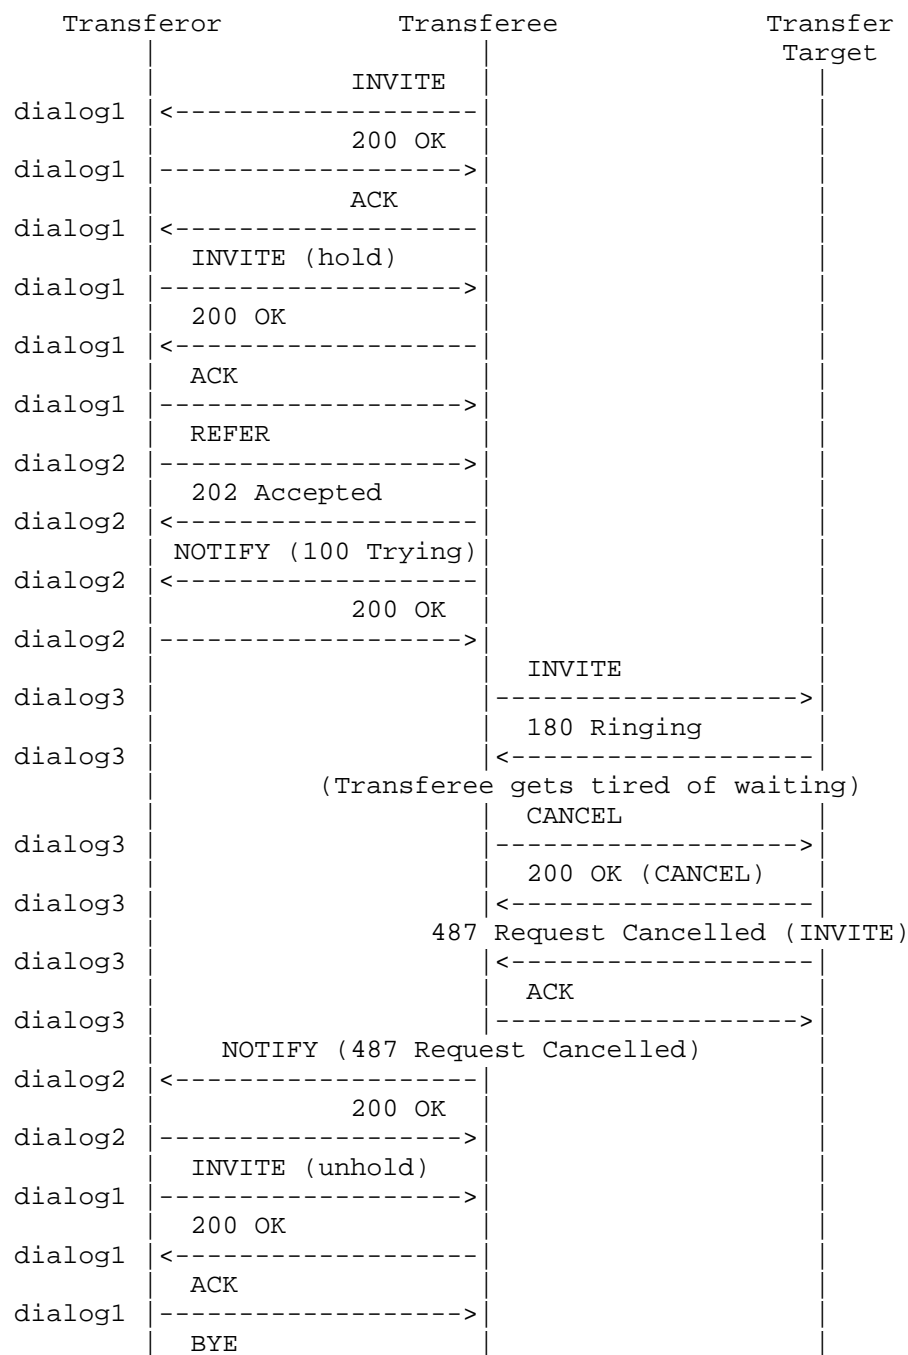 Transferor Transferee Transfer
Target
INVITE
dialog1 |<-------------------|
200 OK
dialog1 |------------------->|
ACK
dialog1 |<-------------------|
INVITE (hold)
dialog1 |------------------->|
200 OK
dialog1 |<-------------------|
ACK
dialog1 |------------------->|
REFER
dialog2 |------------------->|
202 Accepted
dialog2 |<-------------------|
NOTIFY (100 Trying)
dialog2 |<-------------------|
200 OK
dialog2 |------------------->|
INVITE
dialog3 |------------------->|
180 Ringing
dialog3 |<-------------------|
(Transferee gets tired of waiting)
CANCEL
dialog3 |------------------->|
200 OK (CANCEL)
dialog3 |<-------------------|
487 Request Cancelled (INVITE)
dialog3 |<-------------------|
ACK
dialog3 |------------------->|
NOTIFY (487 Request Cancelled)
dialog2 |<-------------------|
200 OK
dialog2 |------------------->|
INVITE (unhold)
dialog1 |------------------->|
200 OK
dialog1 |<-------------------|
ACK
dialog1 |------------------->|
BYE